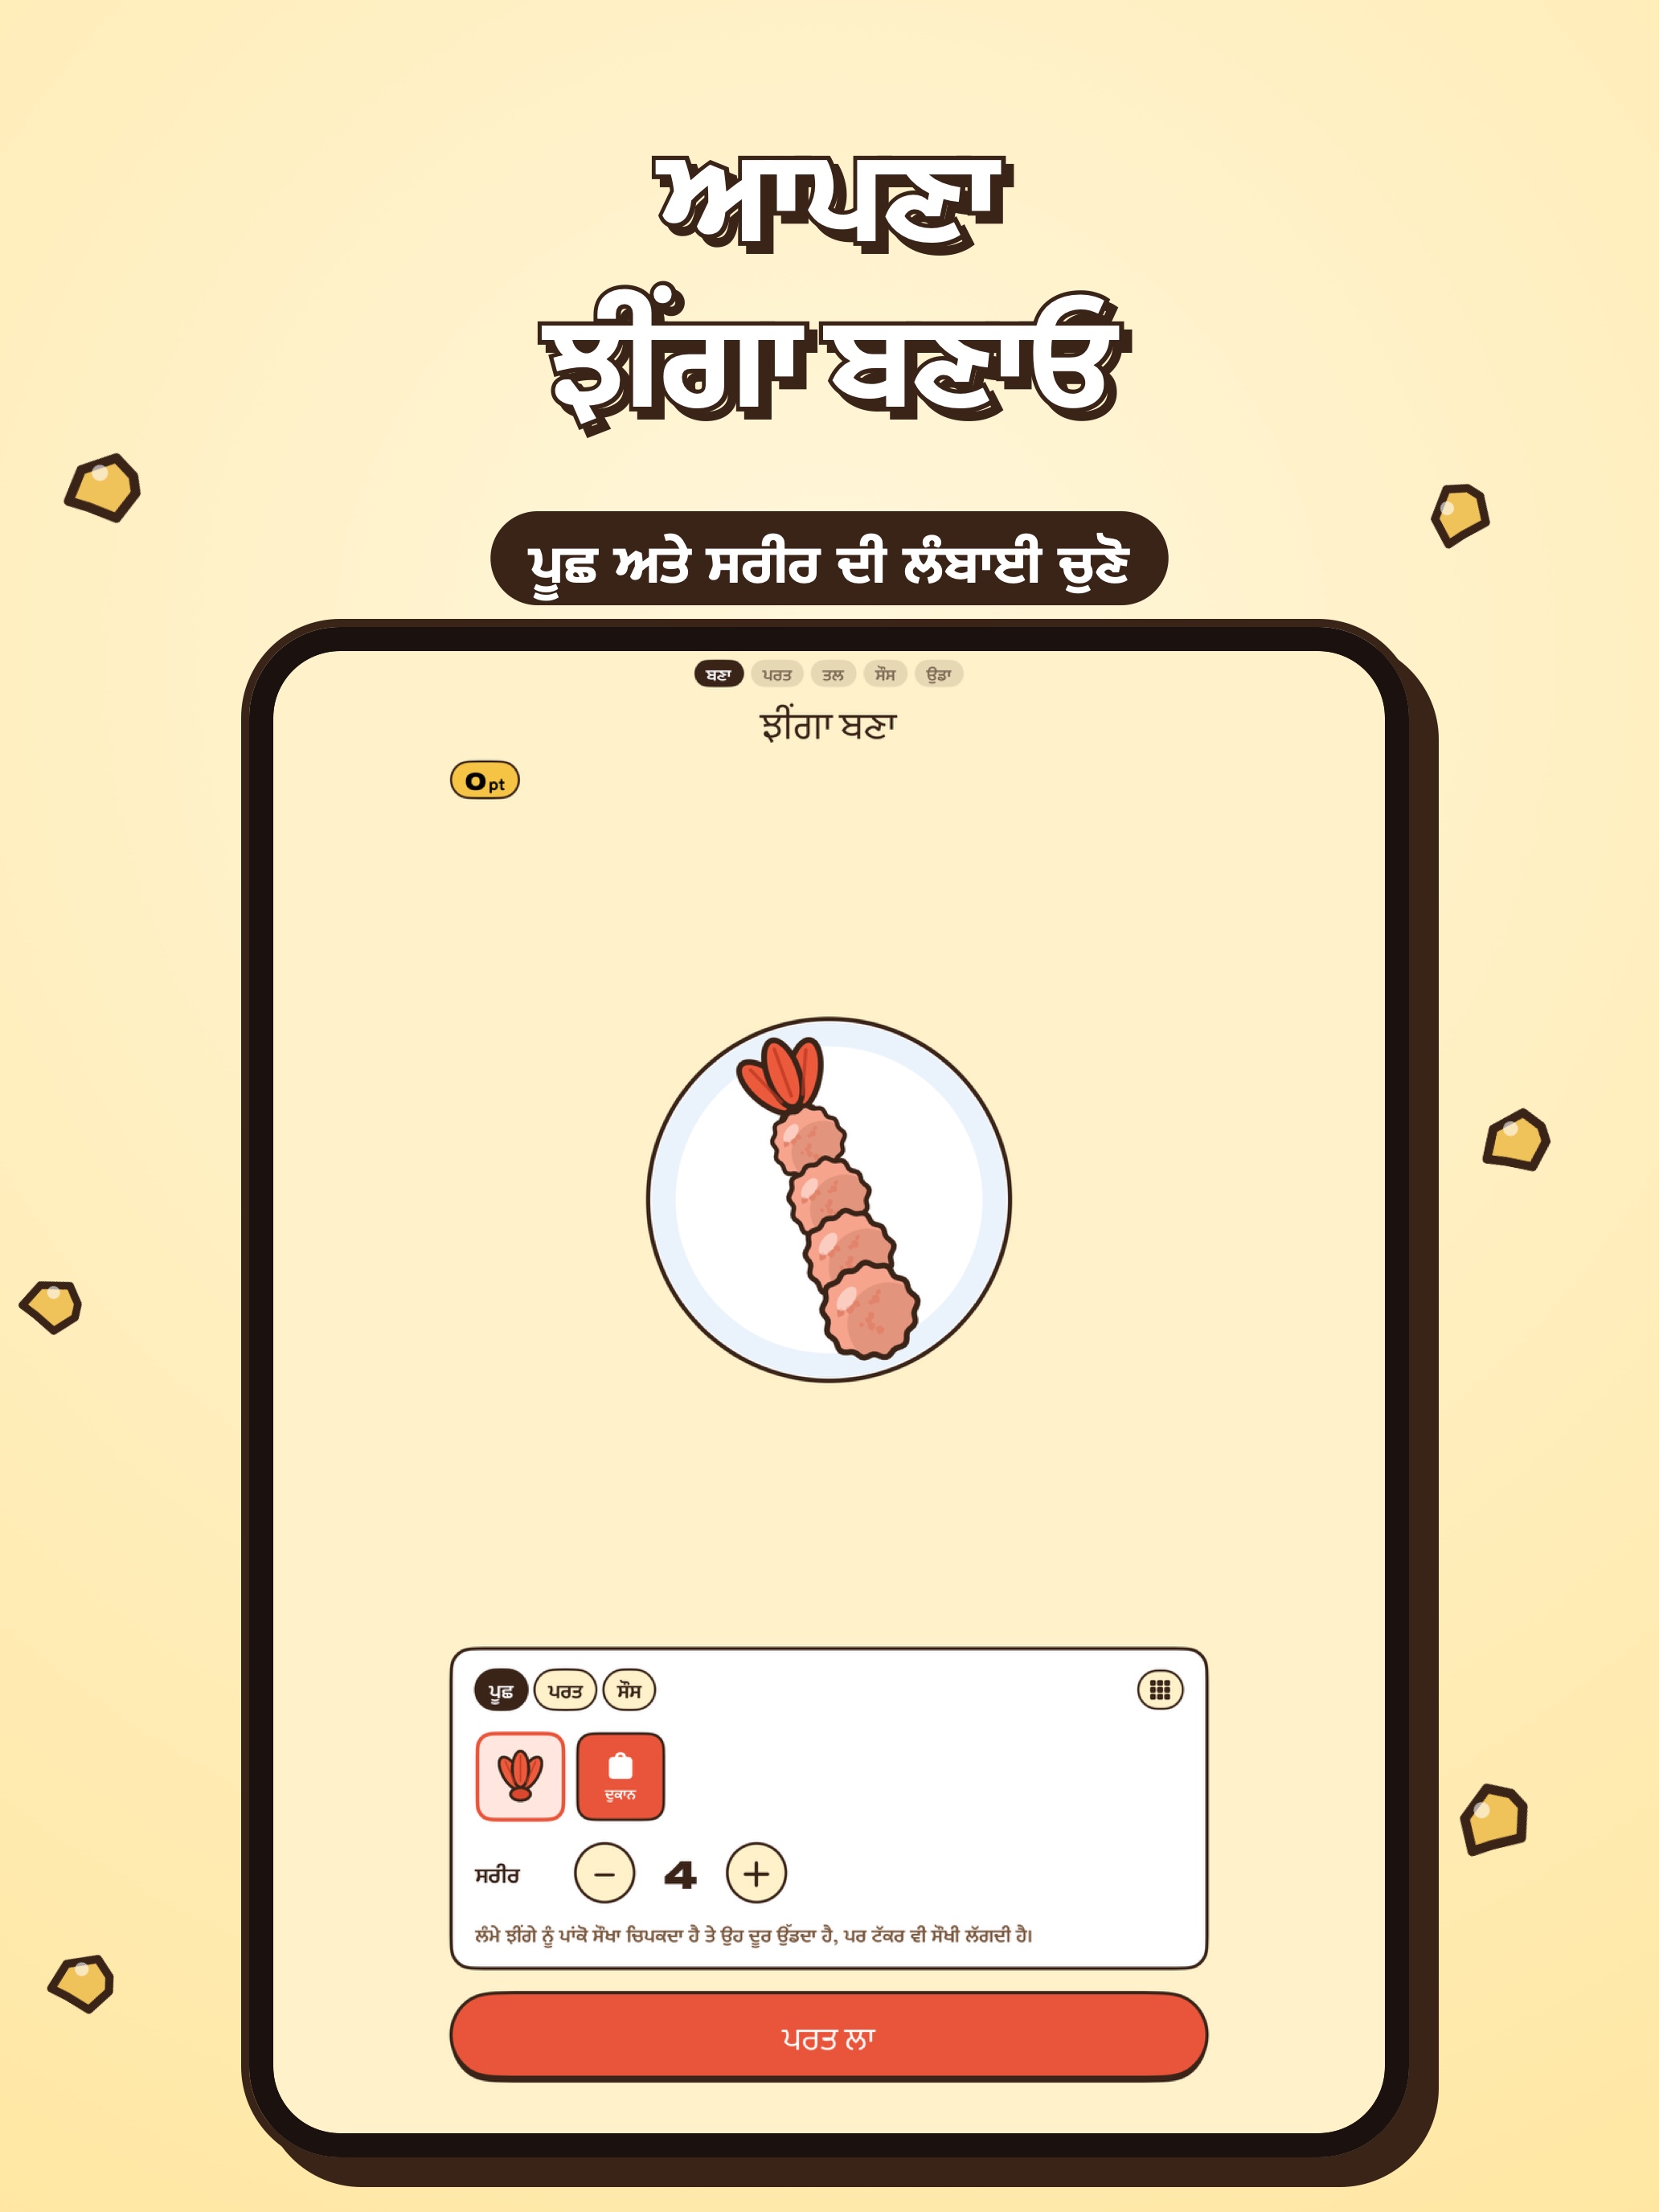 ਆਪਣਾ
ਝੀਂਗਾ ਬਣਾਓ
ਪੂਛ ਅਤੇ ਸਰੀਰ ਦੀ ਲੰਬਾਈ ਚੁਣੋ
ਬਣਾ ਪਰਤ ਤਲ ਸੌਸ ਉਡਾ
ਝੀਂਗਾ ਬਣਾ
0pt
ਪੂਛ ਪਰਤ ਸੌਸ
ਦੁਕਾਨ
ਸਰੀਰ − 4 +
ਲੰਮੇ ਝੀਂਗੇ ਨੂੰ ਪਾਂਕੋ ਸੌਖਾ ਚਿਪਕਦਾ ਹੈ ਤੇ ਉਹ ਦੂਰ ਉੱਡਦਾ ਹੈ, ਪਰ ਟੱਕਰ ਵੀ ਸੌਖੀ ਲੱਗਦੀ ਹੈ।
ਪਰਤ ਲਾ